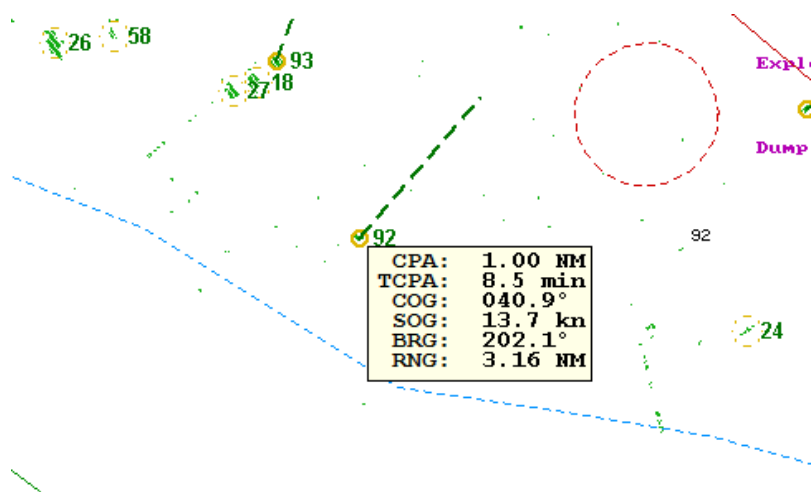 26
58
93
18
27
Expl
Dump
92
92
CPA: 1.00 NM
TCPA: 8.5 min
COG: 040.9°
SOG: 13.7 kn
BRG: 202.1°
RNG: 3.16 NM
24